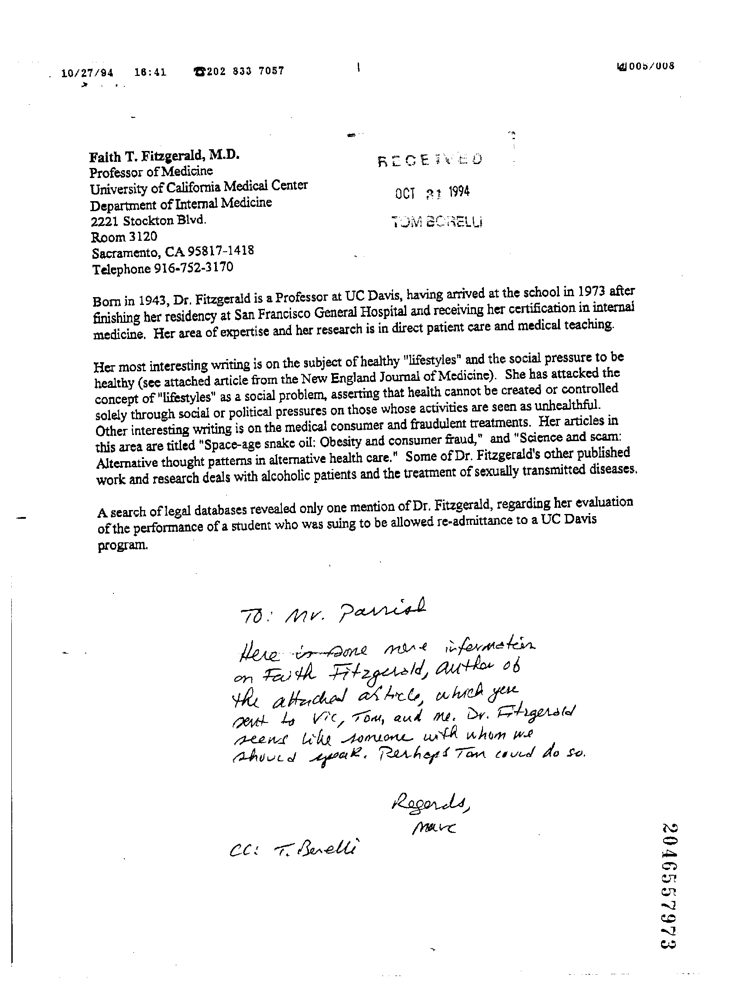 10/27/94 16:41 ☎202 833 7057 005/008
Faith T. Fitzgerald, M.D.
Professor of Medicine
University of California Medical Center
Department of Internal Medicine
2221 Stockton Blvd.
Room 3120
Sacramento, CA 95817-1418
Telephone 916-752-3170
RECEIVED
OCT 31 1994
TOM BORELLI
Born in 1943, Dr. Fitzgerald is a Professor at UC Davis, having arrived at the school in 1973 after
finishing her residency at San Francisco General Hospital and receiving her certification in internal
medicine. Her area of expertise and her research is in direct patient care and medical teaching.
Her most interesting writing is on the subject of healthy "lifestyles" and the social pressure to be
healthy (see attached article from the New England Journal of Medicine). She has attacked the
concept of "lifestyles" as a social problem, asserting that health cannot be created or controlled
solely through social or political pressures on those whose activities are seen as unhealthful.
Other interesting writing is on the medical consumer and fraudulent treatments. Her articles in
this area are titled "Space-age snake oil: Obesity and consumer fraud," and "Science and scam:
Alternative thought patterns in alternative health care." Some of Dr. Fitzgerald's other published
work and research deals with alcoholic patients and the treatment of sexually transmitted diseases.
A search of legal databases revealed only one mention of Dr. Fitzgerald, regarding her evaluation
of the performance of a student who was suing to be allowed re-admittance to a UC Davis
program.
To: Mr. Parrish
Here is some more information
on Faith Fitzgerald, author of
the attached article, which you
sent to Vic, Tom, and me. Dr. Fitzgerald
seems like someone with whom we
should speak. Perhaps Tom could do so.
Regards,
Marc
CC: T. Borelli
2046557973